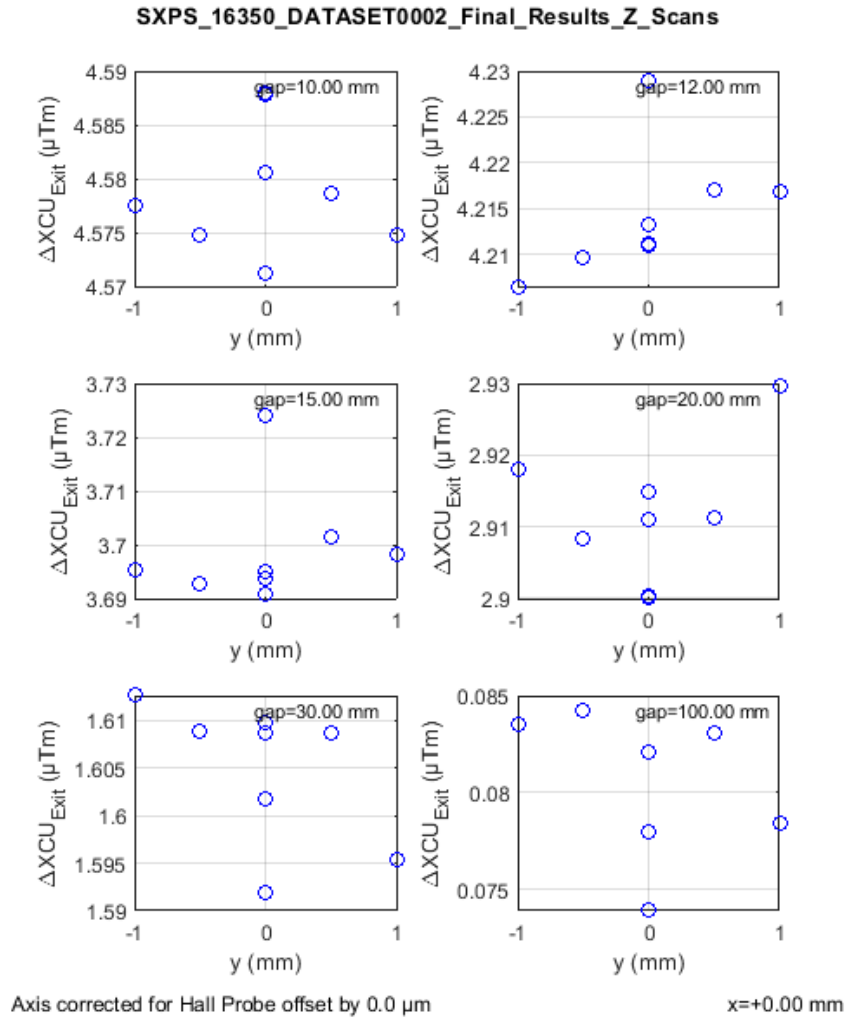 SXPS_16350_DATASET0002_Final_Results_Z_Scans
gap=10.00 mm
4.59
4.585
4.58
4.575
4.57
ΔXCU_Exit (µTm)
-1 0 1
y (mm)
gap=12.00 mm
4.23
4.225
4.22
4.215
4.21
ΔXCU_Exit (µTm)
-1 0 1
y (mm)
gap=15.00 mm
3.73
3.72
3.71
3.7
3.69
ΔXCU_Exit (µTm)
-1 0 1
y (mm)
gap=20.00 mm
2.93
2.92
2.91
2.9
ΔXCU_Exit (µTm)
-1 0 1
y (mm)
gap=30.00 mm
1.61
1.605
1.6
1.595
1.59
ΔXCU_Exit (µTm)
-1 0 1
y (mm)
gap=100.00 mm
0.085
0.08
0.075
ΔXCU_Exit (µTm)
-1 0 1
y (mm)
Axis corrected for Hall Probe offset by 0.0 µm
x=+0.00 mm